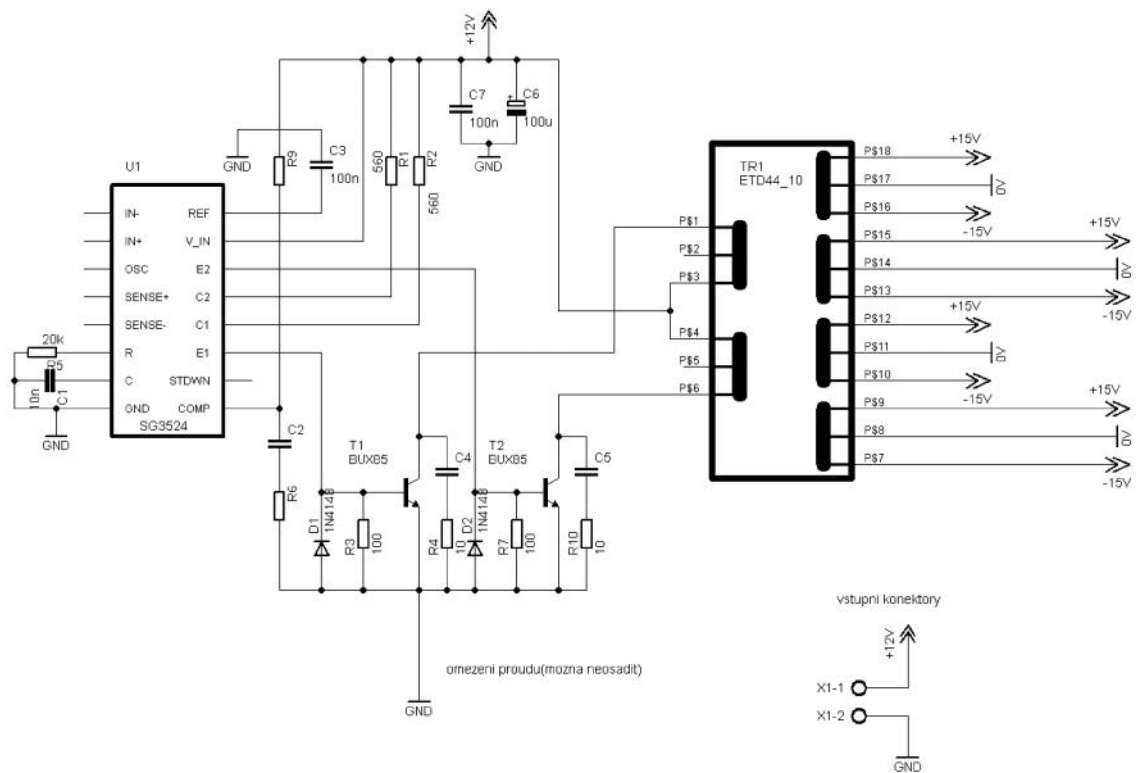 +12V
C7
100n
C6
+
100u
GND
GND
R9
C3
100n
560
R1
R2
560
U1
IN-
REF
IN+
V_IN
OSC
E2
SENSE+
C2
SENSE-
C1
R
E1
C
STDWN
GND
COMP
SG3524
20k
R5
10n
C1
GND
C2
R6
T1
BUX85
C4
T2
BUX85
C5
D1
1N4148
R3
100
R4
10
D2
1N4148
R7
100
R10
10
GND
omezeni proudu(mozna neosadit)
TR1
ETD44_10
P$1
P$2
P$3
P$4
P$5
P$6
P$18
+15V
P$17
0V
P$16
-15V
P$15
+15V
P$14
0V
P$13
-15V
P$12
+15V
P$11
0V
P$10
-15V
P$9
+15V
P$8
0V
P$7
-15V
vstupni konektory
+12V
X1-1
X1-2
GND